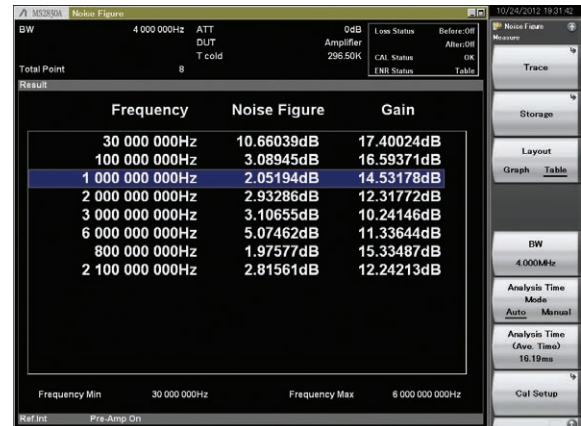 MS2830A Noise Figure
10/24/2012 19:31:42
BW 4 000 000Hz ATT 0dB
DUT Amplifier
T cold 296.50K
Total Point 8
Loss Status Before:Off
After:Off
CAL Status OK
ENR Status Table
Result
Frequency Noise Figure Gain
30 000 000Hz 10.66039dB 17.40024dB
100 000 000Hz 3.08945dB 16.59371dB
1 000 000 000Hz 2.05194dB 14.53178dB
2 000 000 000Hz 2.93286dB 12.31772dB
3 000 000 000Hz 3.10655dB 10.24146dB
6 000 000 000Hz 5.07462dB 11.33644dB
800 000 000Hz 1.97577dB 15.33487dB
2 100 000 000Hz 2.81561dB 12.24213dB
Frequency Min 30 000 000Hz Frequency Max 6 000 000 000Hz
Ref.Int Pre-Amp On
Noise Figure
Measure
Trace
Storage
Layout
Graph Table
BW
4.000MHz
Analysis Time
Mode
Auto Manual
Analysis Time
(Ave. Time)
16.19ms
Cal Setup